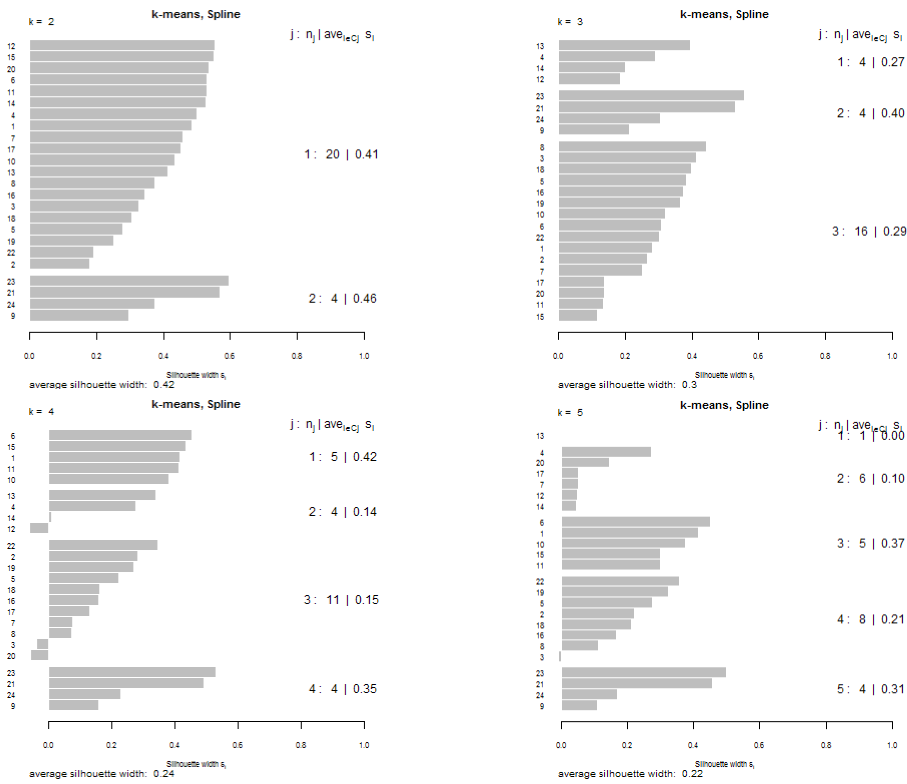 k-means, Spline
k = 2
j : nj | aveieCj si
12
15
20
6
11
14
4
1
7
17
10
13
8
16
3
18
5
19
22
2
1 : 20 | 0.41
23
21
24
9
2 : 4 | 0.46
0.0 0.2 0.4 0.6 0.8 1.0
Silhouette width si
average silhouette width: 0.42
k-means, Spline
k = 3
j : nj | aveieCj si
13
4
14
12
1 : 4 | 0.27
23
21
24
9
2 : 4 | 0.40
8
3
18
5
16
19
10
6
22
1
2
7
17
20
11
15
3 : 16 | 0.29
0.0 0.2 0.4 0.6 0.8 1.0
Silhouette width si
average silhouette width: 0.3
k-means, Spline
k = 4
j : nj | aveieCj si
6
15
1
11
10
1 : 5 | 0.42
13
4
14
12
2 : 4 | 0.14
22
2
19
5
18
16
17
7
8
3
20
3 : 11 | 0.15
23
21
24
9
4 : 4 | 0.35
0.0 0.2 0.4 0.6 0.8 1.0
Silhouette width si
average silhouette width: 0.24
k-means, Spline
k = 5
j : nj | aveieCj si
13
1 : 1 | 0.00
4
20
17
7
12
14
2 : 6 | 0.10
6
1
10
15
11
3 : 5 | 0.37
22
19
5
2
18
16
8
3
4 : 8 | 0.21
23
21
24
9
5 : 4 | 0.31
0.0 0.2 0.4 0.6 0.8 1.0
Silhouette width si
average silhouette width: 0.22